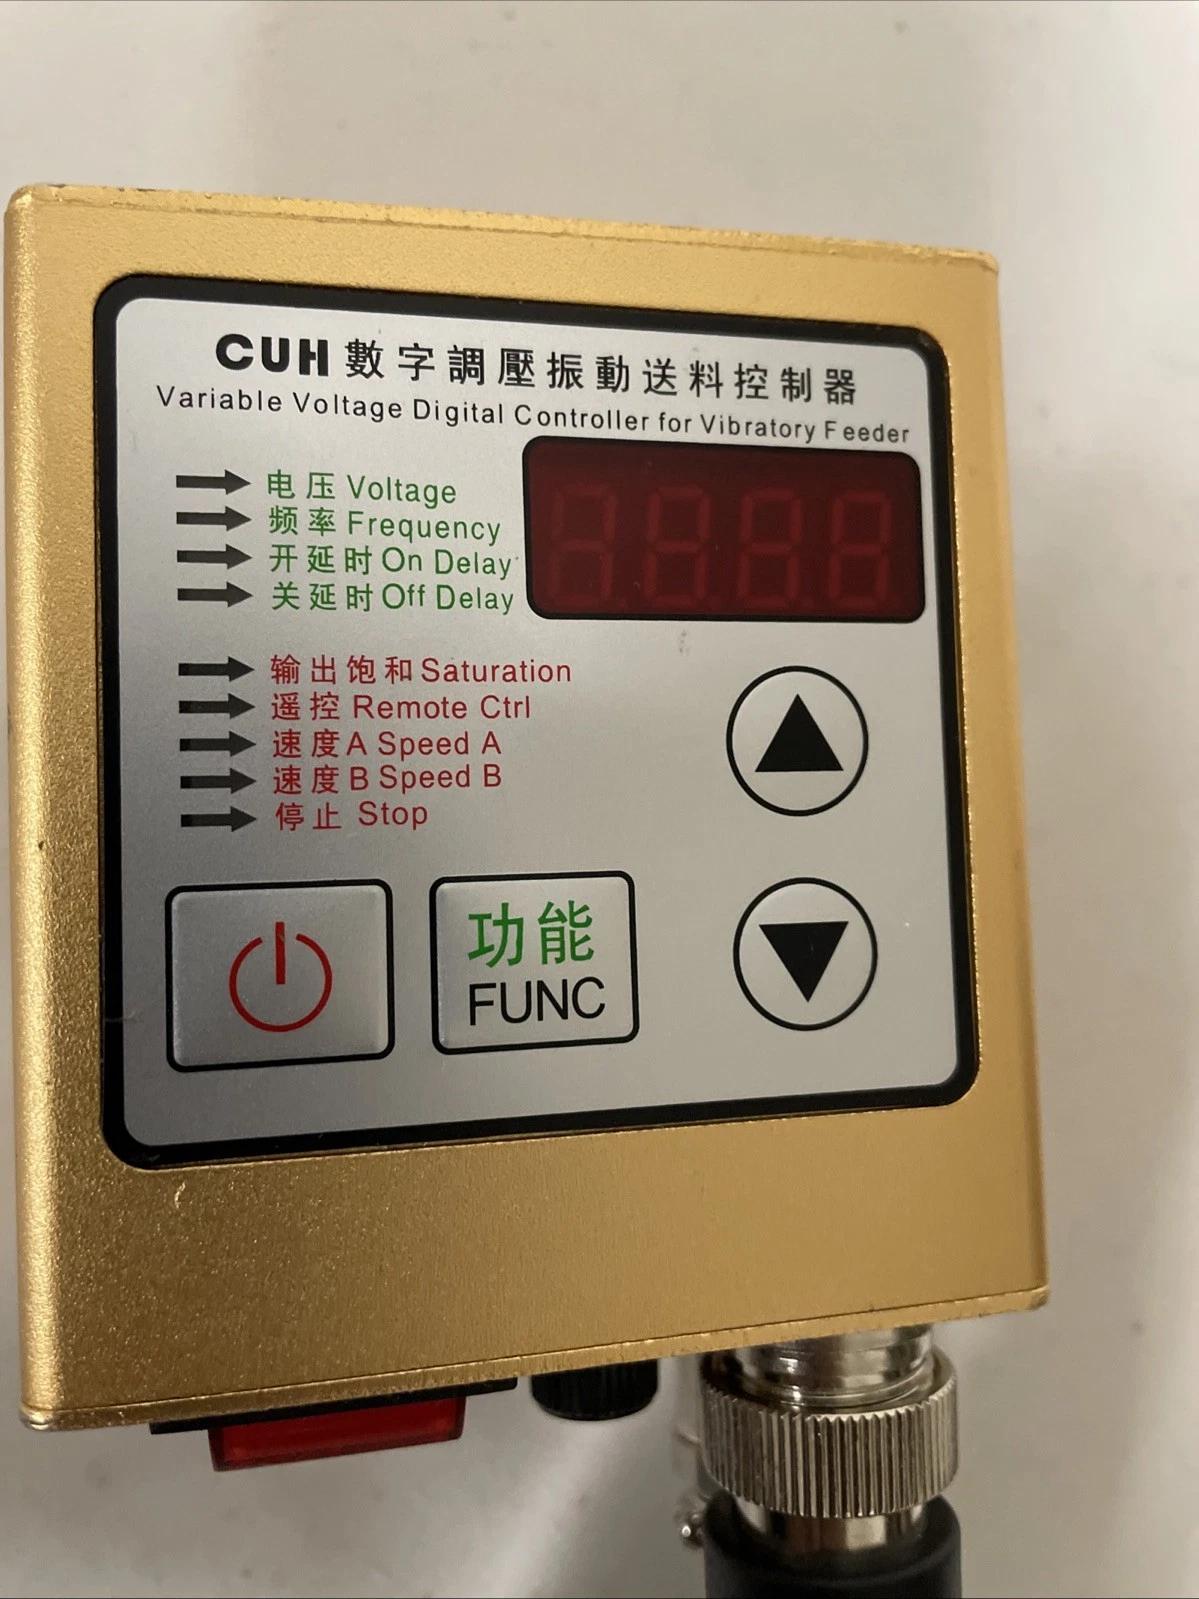 CUH 數字調壓振動送料控制器
Variable Voltage Digital Controller for Vibratory Feeder
电压 Voltage
频率 Frequency
开延时 On Delay
关延时 Off Delay
输出饱和 Saturation
遥控 Remote Ctrl
速度A Speed A
速度B Speed B
停止 Stop
功能
FUNC